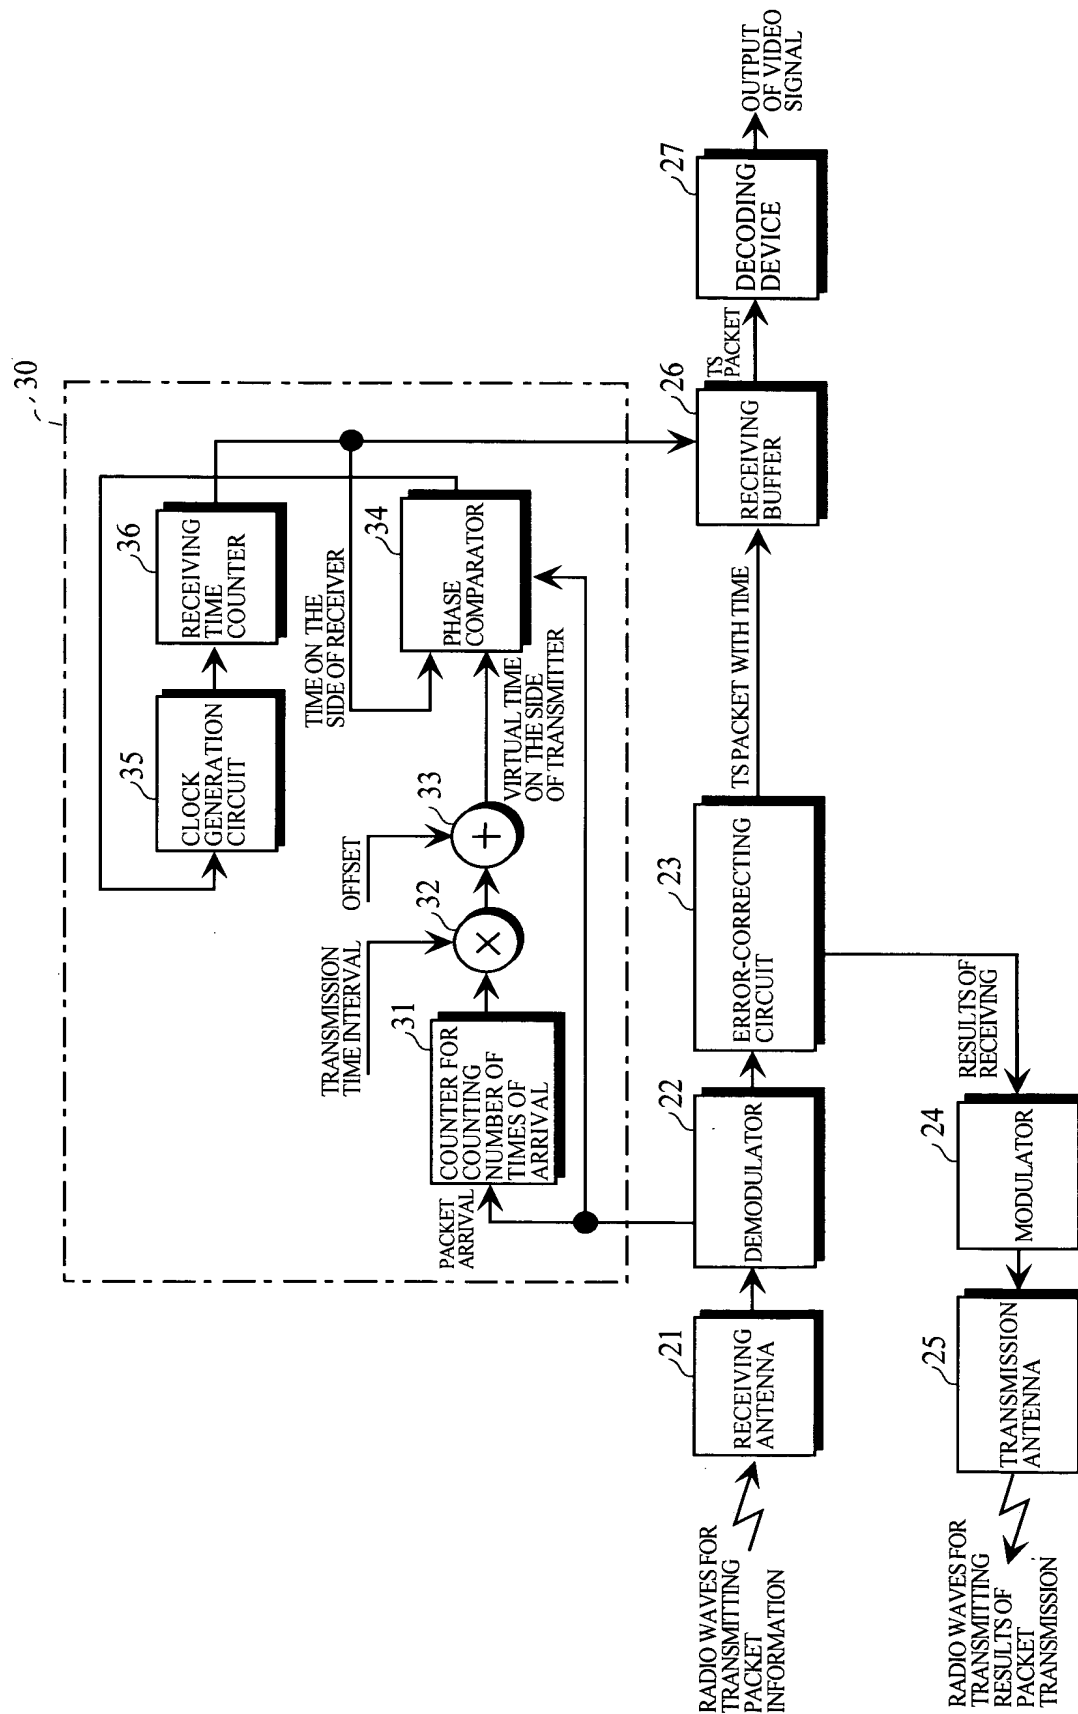 30
36
RECEIVING
TIME
COUNTER
35
CLOCK
GENERATION
CIRCUIT
TIME ON THE
SIDE OF RECEIVER
34
PHASE
COMPARATOR
VIRTUAL TIME
ON THE SIDE
OF TRANSMITTER
OFFSET
33
+
TRANSMISSION
TIME INTERVAL
32
×
31
COUNTER FOR
COUNTING
NUMBER OF
TIMES OF
ARRIVAL
PACKET
ARRIVAL
RADIO WAVES FOR
TRANSMITTING
PACKET
INFORMATION
21
RECEIVING
ANTENNA
22
DEMODULATOR
23
ERROR-CORRECTING
CIRCUIT
TS PACKET WITH TIME
26
RECEIVING
BUFFER
TS
PACKET
27
DECODING
DEVICE
OUTPUT
OF VIDEO
SIGNAL
RESULTS OF
RECEIVING
24
MODULATOR
25
TRANSMISSION
ANTENNA
RADIO WAVES FOR
TRANSMITTING
RESULTS OF
PACKET
TRANSMISSION